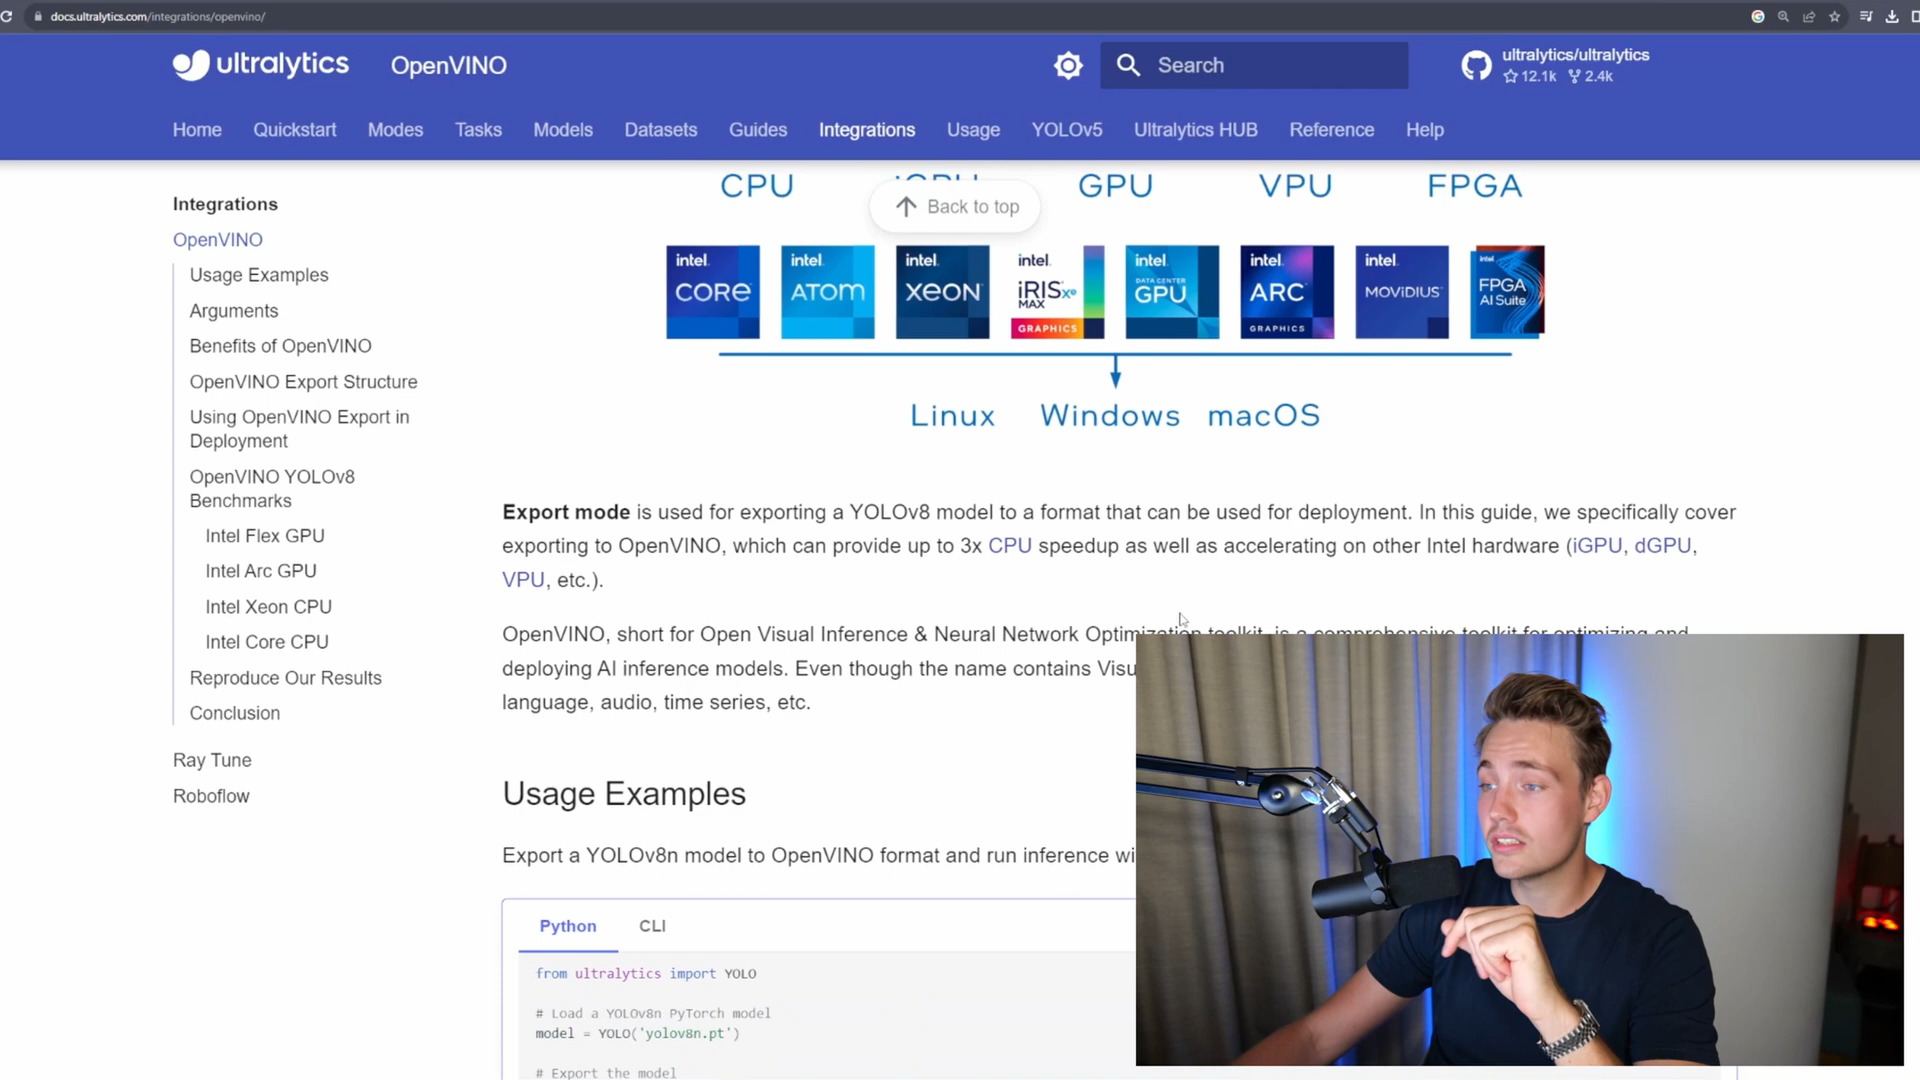 docs.ultralytics.com/integrations/openvino/
ultralytics
OpenVINO
Search
ultralytics/ultralytics
12.1k 2.4k
Home Quickstart Modes Tasks Models Datasets Guides Integrations Usage YOLOv5 Ultralytics HUB Reference Help
Integrations
OpenVINO
Usage Examples
Arguments
Benefits of OpenVINO
OpenVINO Export Structure
Using OpenVINO Export in
Deployment
OpenVINO YOLOv8
Benchmarks
Intel Flex GPU
Intel Arc GPU
Intel Xeon CPU
Intel Core CPU
Reproduce Our Results
Conclusion
Ray Tune
Roboflow
CPU iGPU GPU VPU FPGA
Back to top
intel.
CORE
intel.
ATOM
intel.
XEON
intel.
iRIS Xe
MAX
GRAPHICS
intel.
DATA CENTER
GPU
intel.
ARC
GRAPHICS
intel.
MOVIDIUS
intel
FPGA
AI Suite
Linux Windows macOS
Export mode is used for exporting a YOLOv8 model to a format that can be used for deployment. In this guide, we specifically cover
exporting to OpenVINO, which can provide up to 3x CPU speedup as well as accelerating on other Intel hardware (iGPU, dGPU,
VPU, etc.).
OpenVINO, short for Open Visual Inference & Neural Network Optimization toolkit, is a comprehensive toolkit for optimizing and
deploying AI inference models. Even though the name contains Visu
language, audio, time series, etc.
Usage Examples
Export a YOLOv8n model to OpenVINO format and run inference wi
Python CLI
from ultralytics import YOLO
# Load a YOLOv8n PyTorch model
model = YOLO('yolov8n.pt')
# Export the model